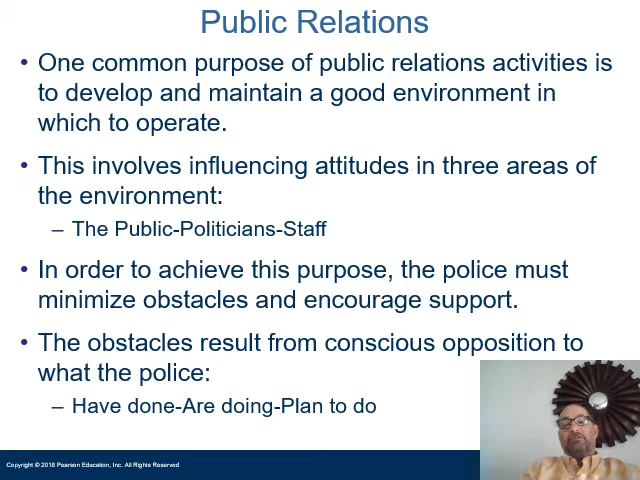 Public Relations
• One common purpose of public relations activities is
to develop and maintain a good environment in
which to operate.
• This involves influencing attitudes in three areas of
the environment:
– The Public-Politicians-Staff
• In order to achieve this purpose, the police must
minimize obstacles and encourage support.
• The obstacles result from conscious opposition to
what the police:
– Have done-Are doing-Plan to do
Copyright © 2018 Pearson Education, Inc. All Rights Reserved